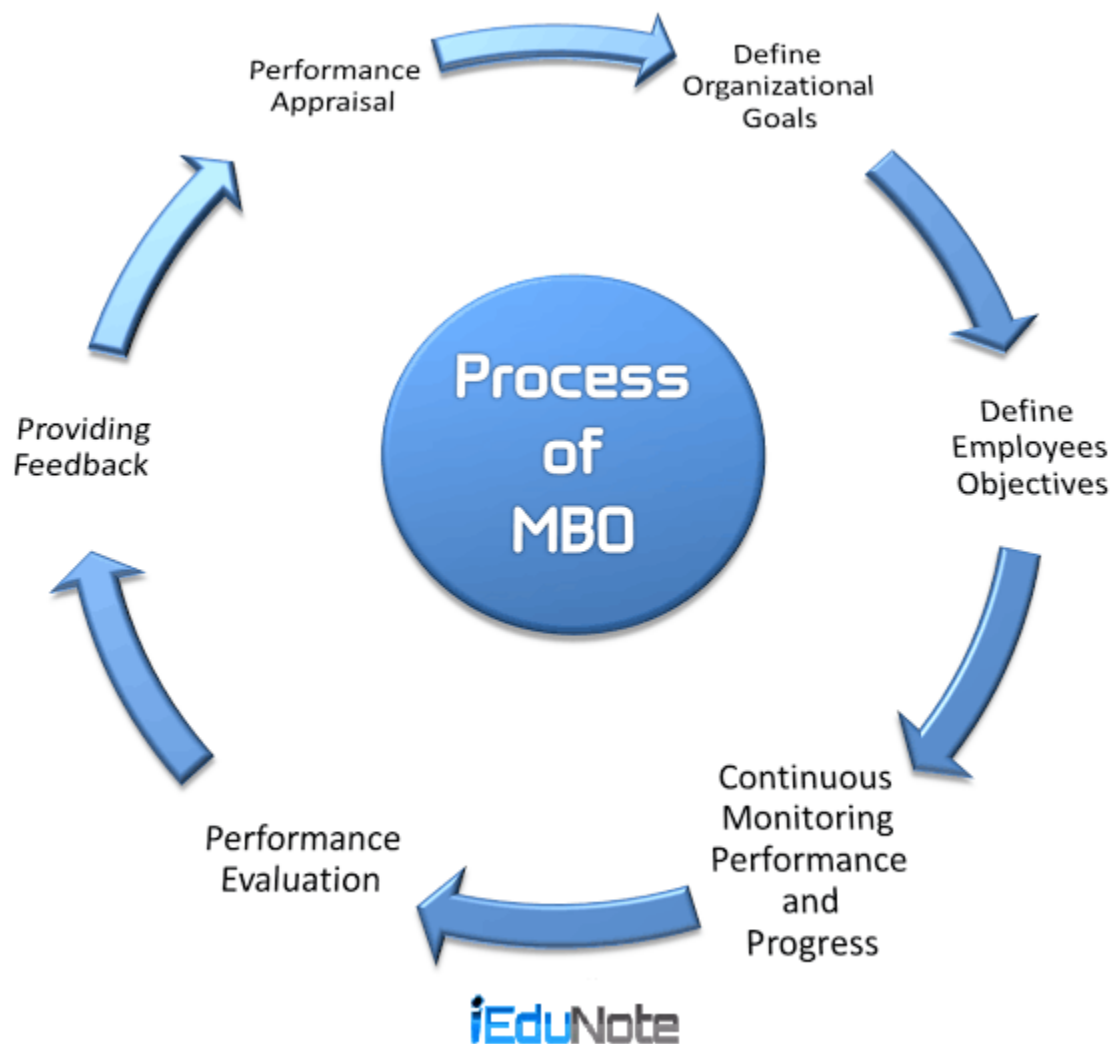 Performance
Appraisal
Define
Organizational
Goals
Define
Employees
Objectives
Continuous
Monitoring
Performance
and
Progress
Performance
Evaluation
Providing
Feedback
Process
of
MBO
iEduNote